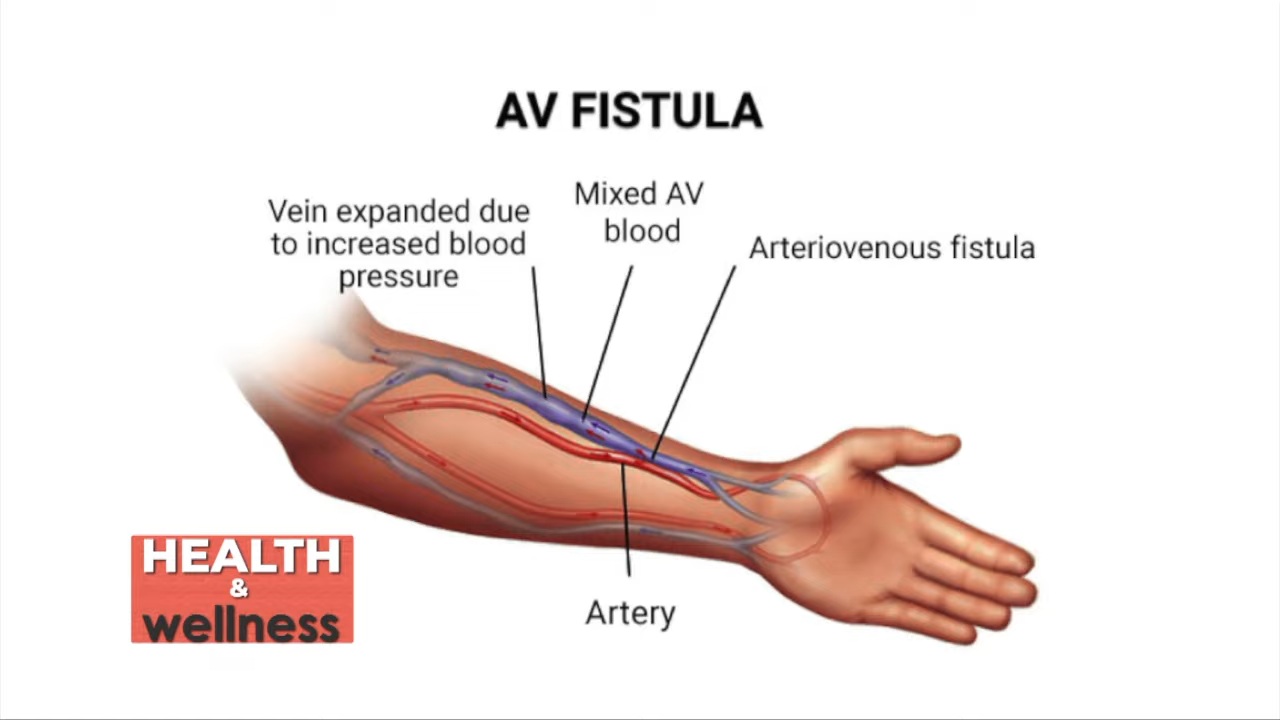 AV FISTULA
Vein expanded due
to increased blood
pressure
Mixed AV
blood
Arteriovenous fistula
Artery
HEALTH
&
wellness